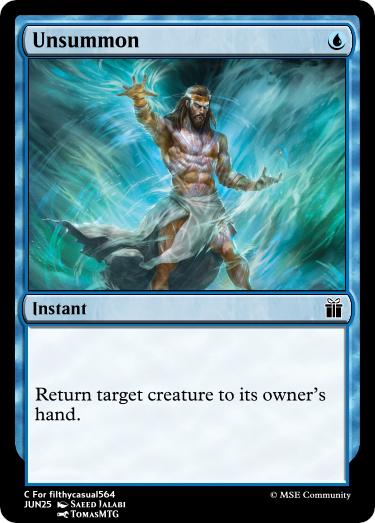 Unsummon
Instant
Return target creature to its owner's
hand.
C For filthycasual564
JUN25 Saeed Jalabi
TomasMTG
© MSE Community